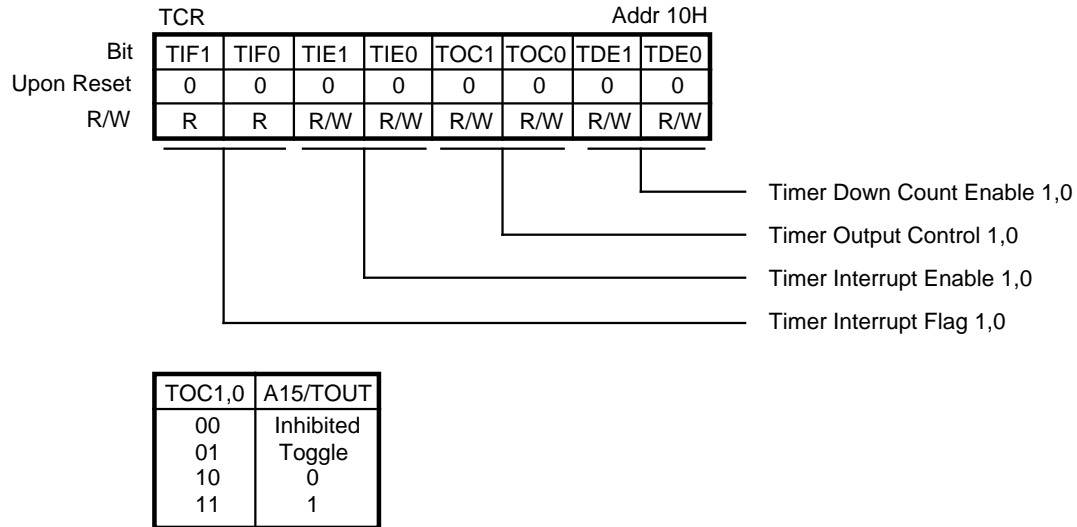 TCR Addr 10H
Bit TIF1 TIF0 TIE1 TIE0 TOC1 TOC0 TDE1 TDE0
Upon Reset 0 0 0 0 0 0 0 0
R/W R R R/W R/W R/W R/W R/W R/W
Timer Down Count Enable 1,0
Timer Output Control 1,0
Timer Interrupt Enable 1,0
Timer Interrupt Flag 1,0
TOC1,0 A15/TOUT
00 Inhibited
01 Toggle
10 0
11 1